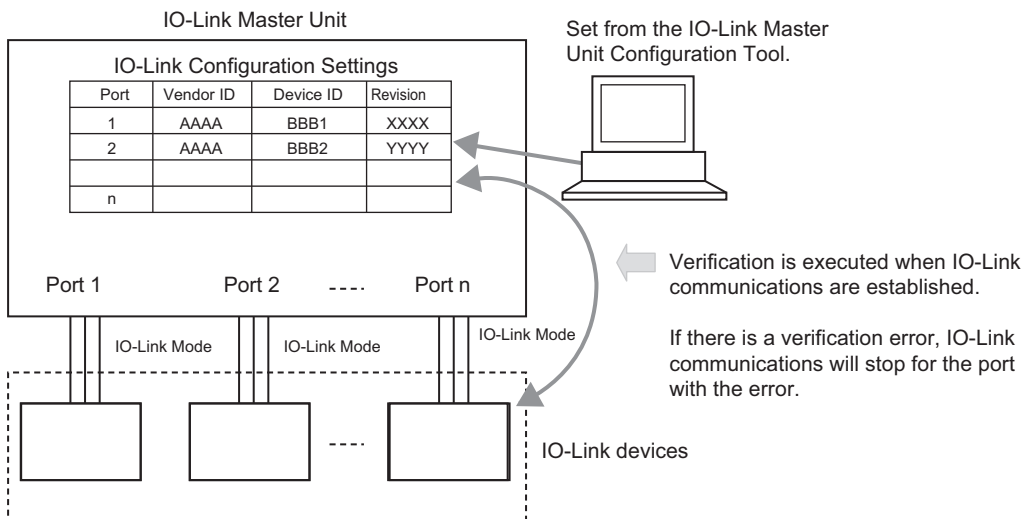 IO-Link Master Unit
Set from the IO-Link Master
Unit Configuration Tool.
IO-Link Configuration Settings
Port Vendor ID Device ID Revision
1 AAAA BBB1 XXXX
2 AAAA BBB2 YYYY
n
Verification is executed when IO-Link
communications are established.
Port 1 Port 2 ---- Port n
If there is a verification error, IO-Link
communications will stop for the port
with the error.
IO-Link Mode IO-Link Mode IO-Link Mode
IO-Link devices